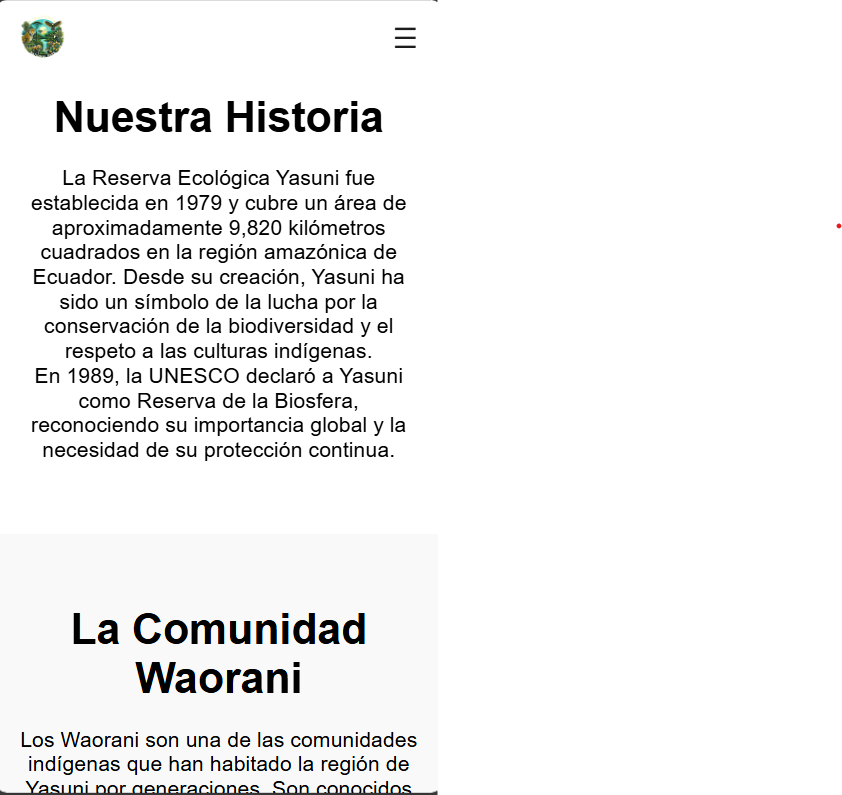 Nuestra Historia
La Reserva Ecológica Yasuni fue
establecida en 1979 y cubre un área de
aproximadamente 9,820 kilómetros
cuadrados en la región amazónica de
Ecuador. Desde su creación, Yasuni ha
sido un símbolo de la lucha por la
conservación de la biodiversidad y el
respeto a las culturas indígenas.
En 1989, la UNESCO declaró a Yasuni
como Reserva de la Biosfera,
reconociendo su importancia global y la
necesidad de su protección continua.
La Comunidad
Waorani
Los Waorani son una de las comunidades
indígenas que han habitado la región de
Yasuni por generaciones. Son conocidos